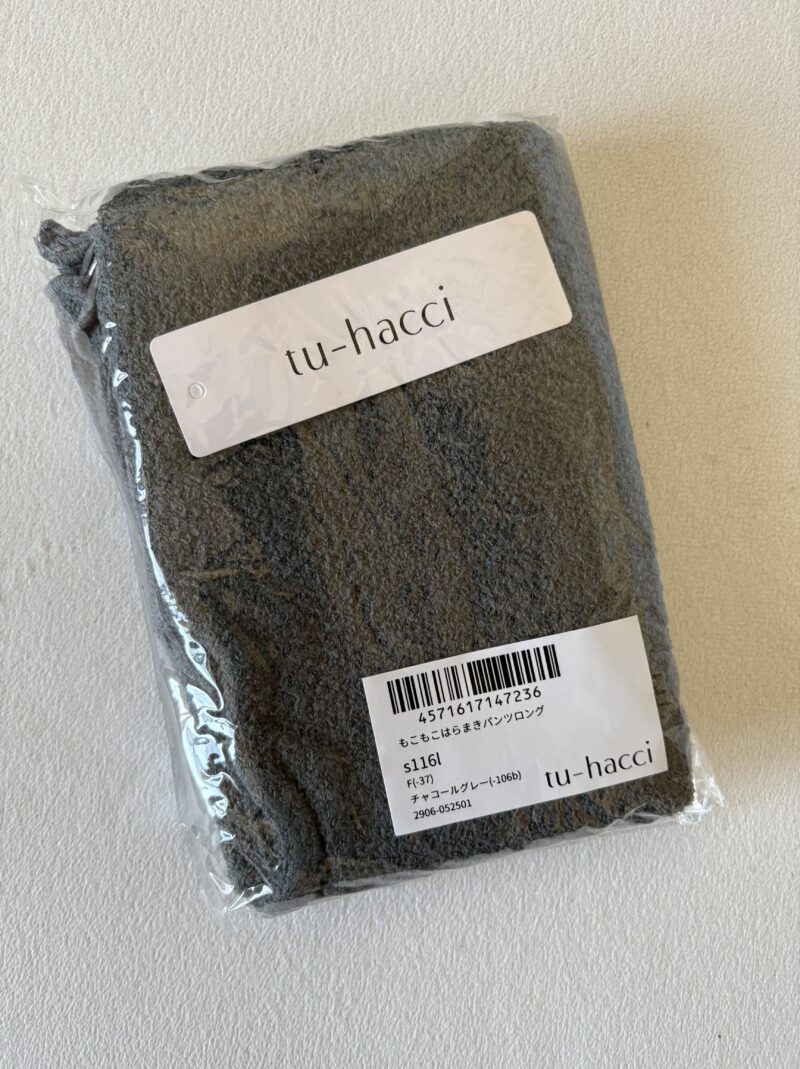 tu-hacci
4571617147236
もこもこはらまきパンツロング
s116l
F(-37)
チャコールグレー(-106b)
2906-052501
tu-hacci